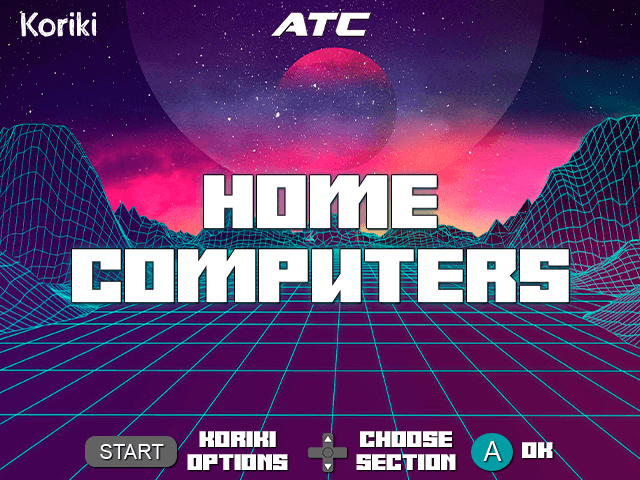 Koriki
ATC
HOME
COMPUTERS
START
KORIKI
OPTIONS
CHOOSE
SECTION
A
OK